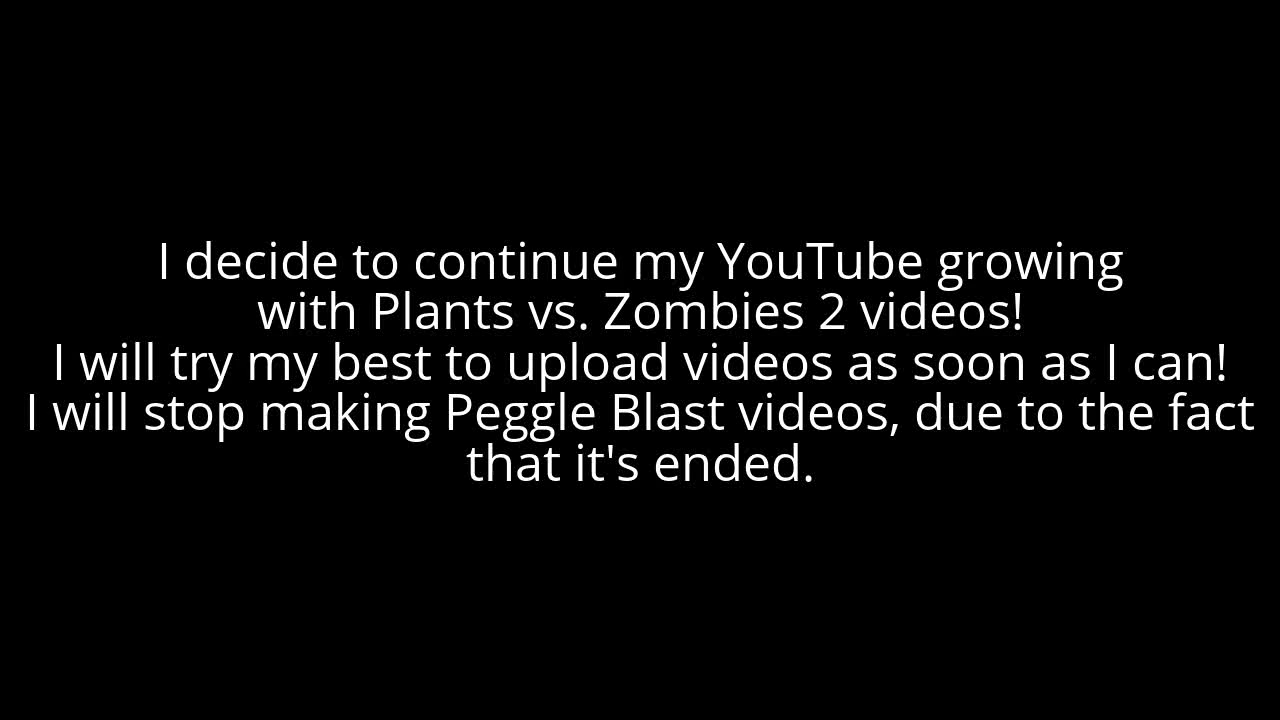 I decide to continue my YouTube growing
with Plants vs. Zombies 2 videos!
I will try my best to upload videos as soon as I can!
I will stop making Peggle Blast videos, due to the fact
that it's ended.